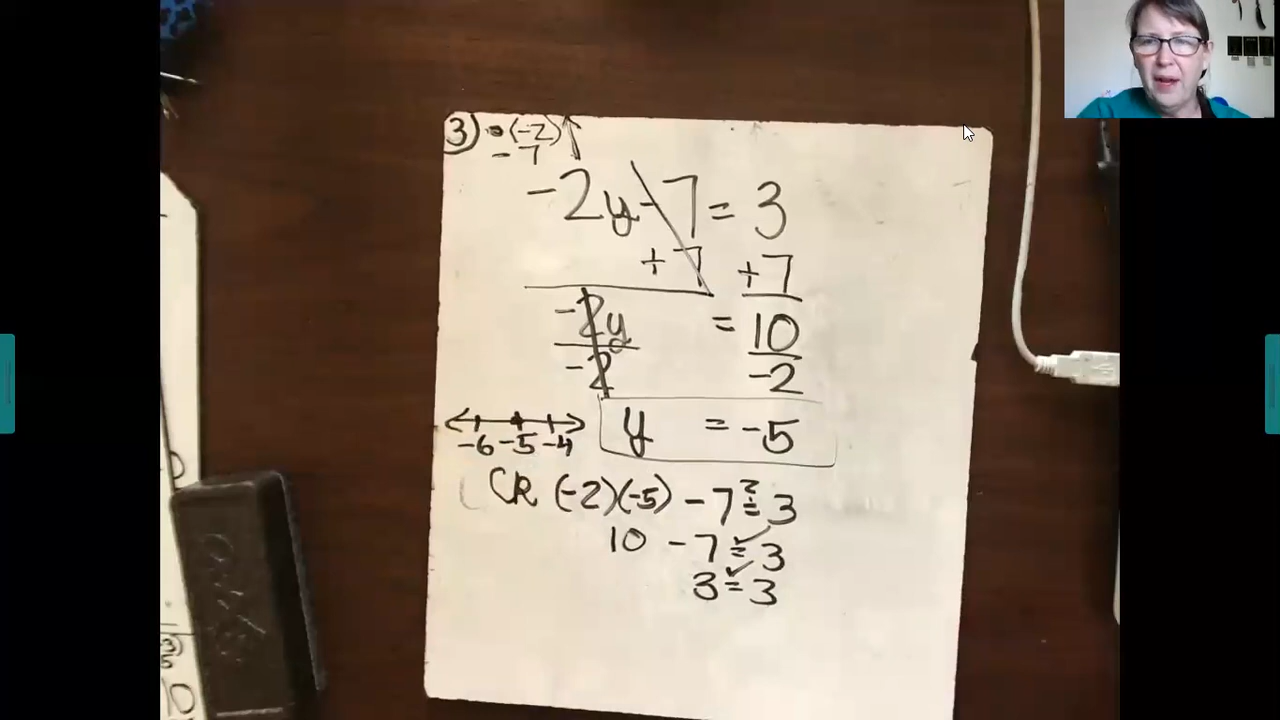 3) •(-2) ↑
- 7
-2y - 7 = 3
+ 7 +7
-2y = 10
-2 -2
y = -5
-6 -5 -4
CK (-2)(-5) - 7 ≟ 3
10 - 7 = 3
3 = 3